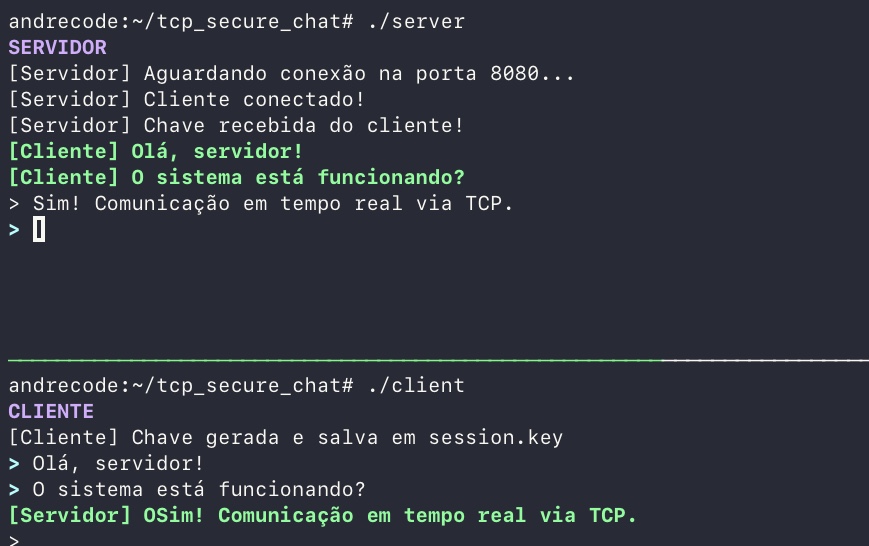 andrecode:~/tcp_secure_chat# ./server
SERVIDOR
[Servidor] Aguardando conexão na porta 8080...
[Servidor] Cliente conectado!
[Servidor] Chave recebida do cliente!
[Cliente] Olá, servidor!
[Cliente] O sistema está funcionando?
> Sim! Comunicação em tempo real via TCP.
>
andrecode:~/tcp_secure_chat# ./client
CLIENTE
[Cliente] Chave gerada e salva em session.key
> Olá, servidor!
> O sistema está funcionando?
[Servidor] OSim! Comunicação em tempo real via TCP.
>